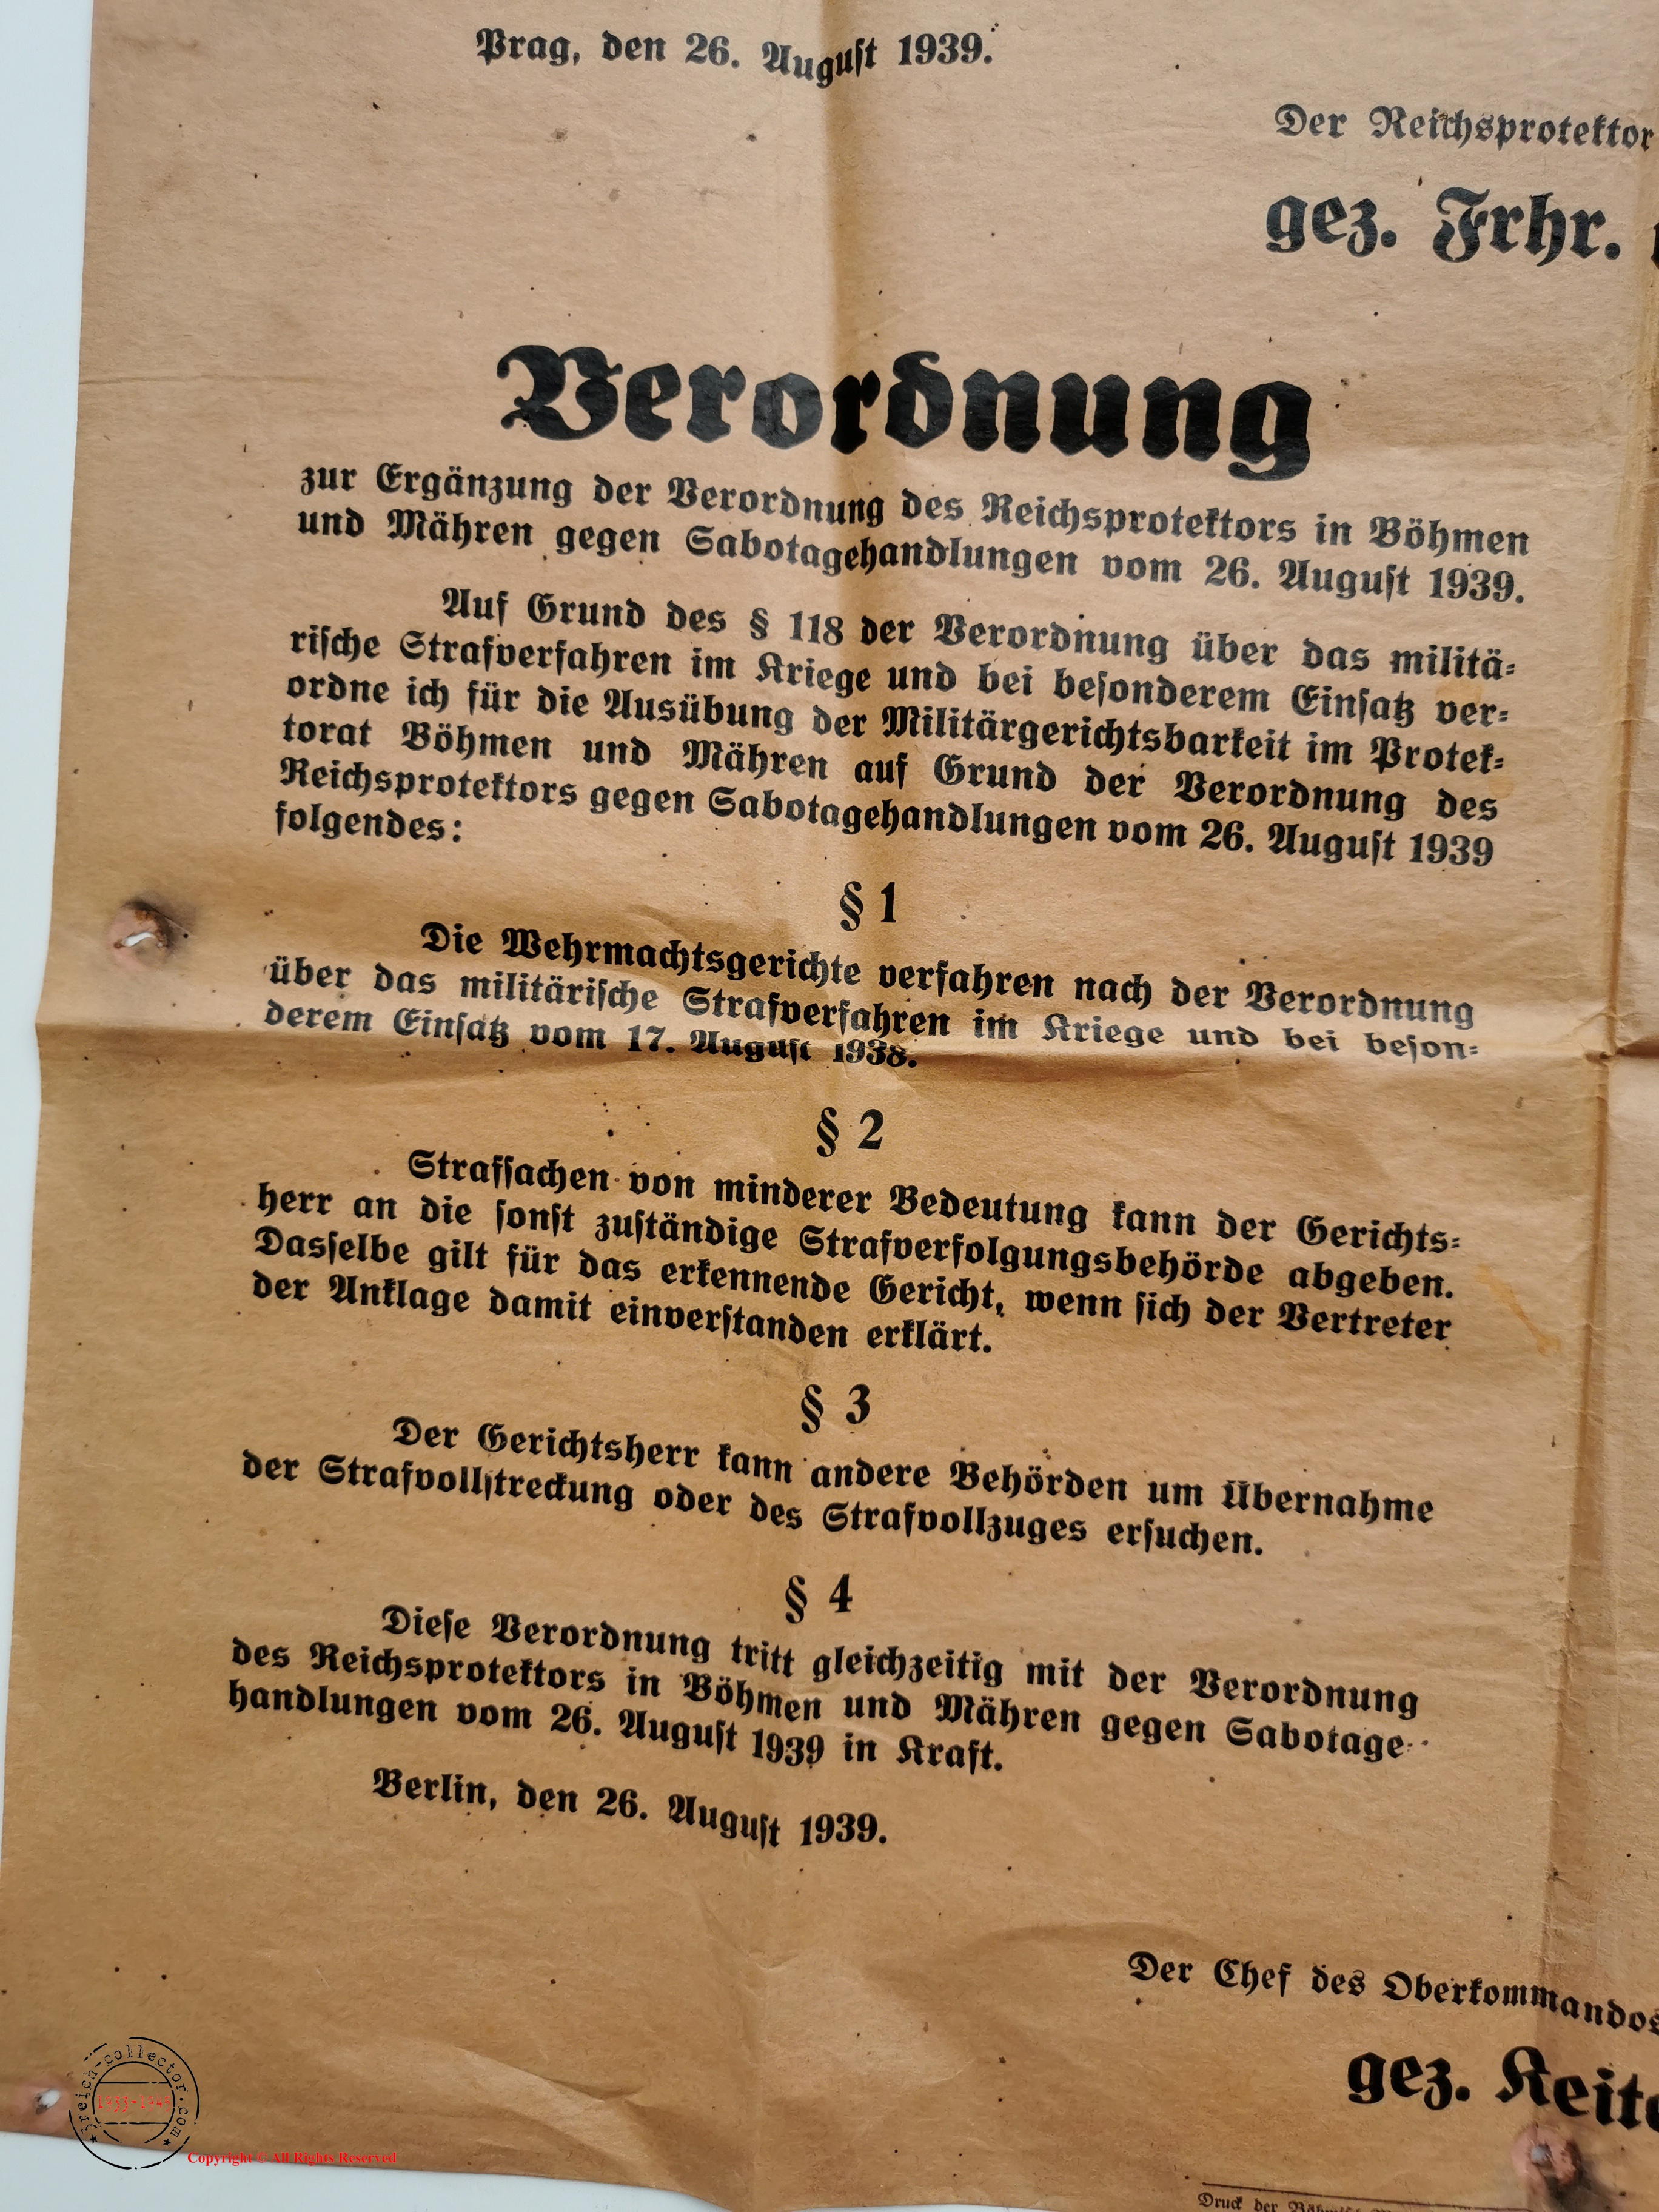 Prag, den 26. August 1939.
Der Reichsprotektor
gez. Frhr.
Verordnung
zur Ergänzung der Verordnung des Reichsprotektors in Böhmen
und Mähren gegen Sabotagehandlungen vom 26. August 1939.
Auf Grund des § 118 der Verordnung über das militä-
rische Strafverfahren im Kriege und bei besonderem Einsatz ver-
ordne ich für die Ausübung der Militärgerichtsbarkeit im Protek-
torat Böhmen und Mähren auf Grund der Verordnung des
Reichsprotektors gegen Sabotagehandlungen vom 26. August 1939
folgendes:
§ 1
Die Wehrmachtsgerichte verfahren nach der Verordnung
über das militärische Strafverfahren im Kriege und bei beson-
derem Einsatz vom 17. August 1938.
§ 2
Strafsachen von minderer Bedeutung kann der Gerichts-
herr an die sonst zuständige Strafverfolgungsbehörde abgeben.
Dasselbe gilt für das erkennende Gericht, wenn sich der Vertreter
der Anklage damit einverstanden erklärt.
§ 3
Der Gerichtsherr kann andere Behörden um Übernahme
der Strafvollstreckung oder des Strafvollzuges ersuchen.
§ 4
Diese Verordnung tritt gleichzeitig mit der Verordnung
des Reichsprotektors in Böhmen und Mähren gegen Sabotage-
handlungen vom 26. August 1939 in Kraft.
Berlin, den 26. August 1939.
Der Chef des Oberkommandos
gez. Keite
3reich-collector.com
1933-1945
Copyright © All Rights Reserved
Druck der